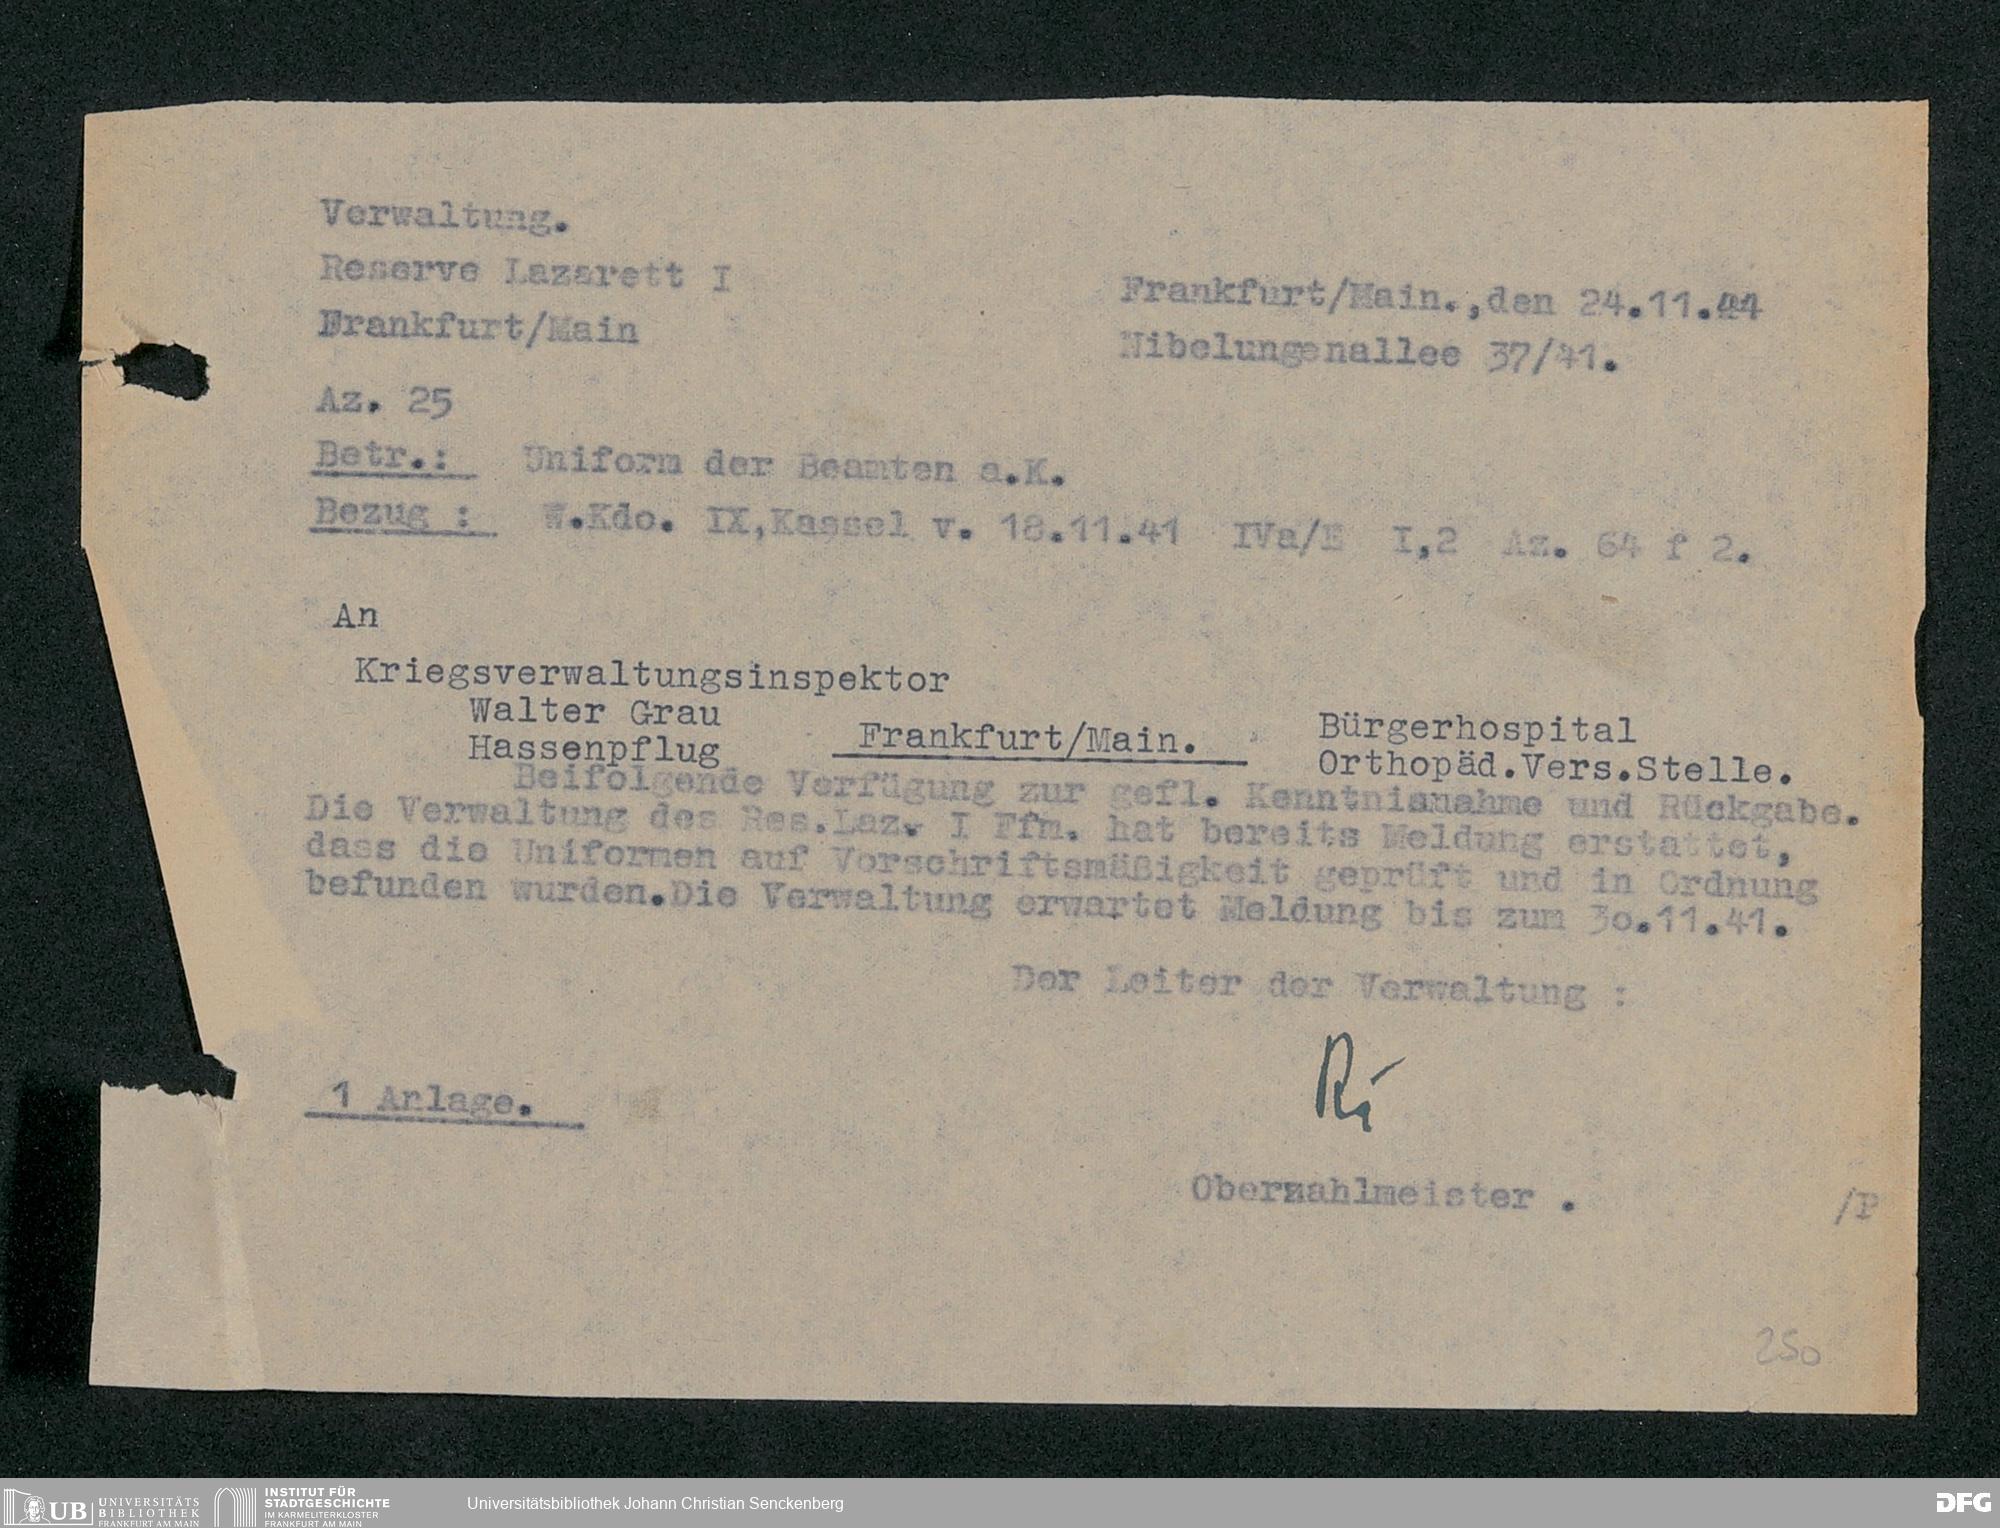 Verwaltung.
Reserve Lazarett I
Frankfurt/Main
Frankfurt/Main.,den 24.11.41
Nibelungenallee 37/41.
Az. 25
Betr.: Uniform der Beamten a.K.
Bezug : W.Kdo. IX,Kassel v. 18.11.41 IVa/E I,2 Az. 64 f 2.
An
Kriegsverwaltungsinspektor
Walter Grau
Hassenpflug Frankfurt/Main. Bürgerhospital
Orthopäd.Vers.Stelle.
Beifolgende Verfügung zur gefl. Kenntnisnahme und Rückgabe.
Die Verwaltung des Res.Laz. I Ffm. hat bereits Meldung erstattet,
dass die Uniformen auf Vorschriftsmäßigkeit geprüft und in Ordnung
befunden wurden.Die Verwaltung erwartet Meldung bis zum 3o.11.41.
Der Leiter der Verwaltung :
1 Anlage.
Oberzahlmeister .
/P
250
UB UNIVERSITÄTS
BIBLIOTHEK
FRANKFURT AM MAIN
INSTITUT FÜR
STADTGESCHICHTE
IM KARMELITERKLOSTER
FRANKFURT AM MAIN
Universitätsbibliothek Johann Christian Senckenberg
DFG